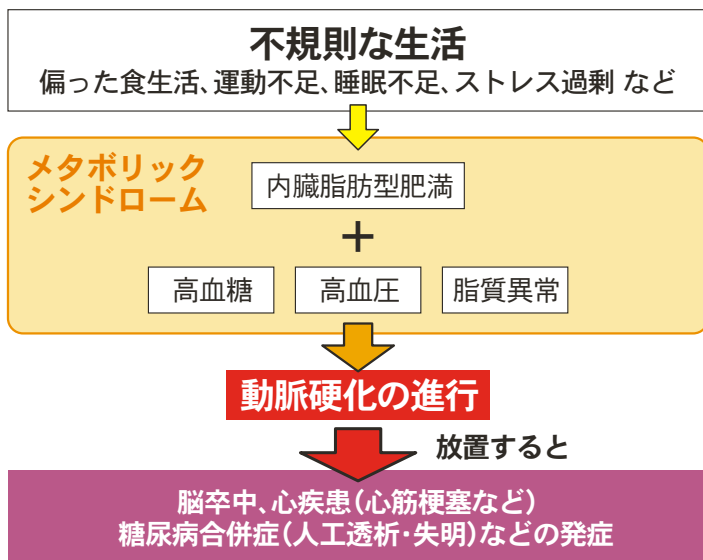 不規則な生活
偏った食生活、運動不足、睡眠不足、ストレス過剰 など
メタボリック
シンドローム
内臓脂肪型肥満
+
高血糖
高血圧
脂質異常
動脈硬化の進行
放置すると
脳卒中、心疾患(心筋梗塞など)
糖尿病合併症(人工透析・失明)などの発症